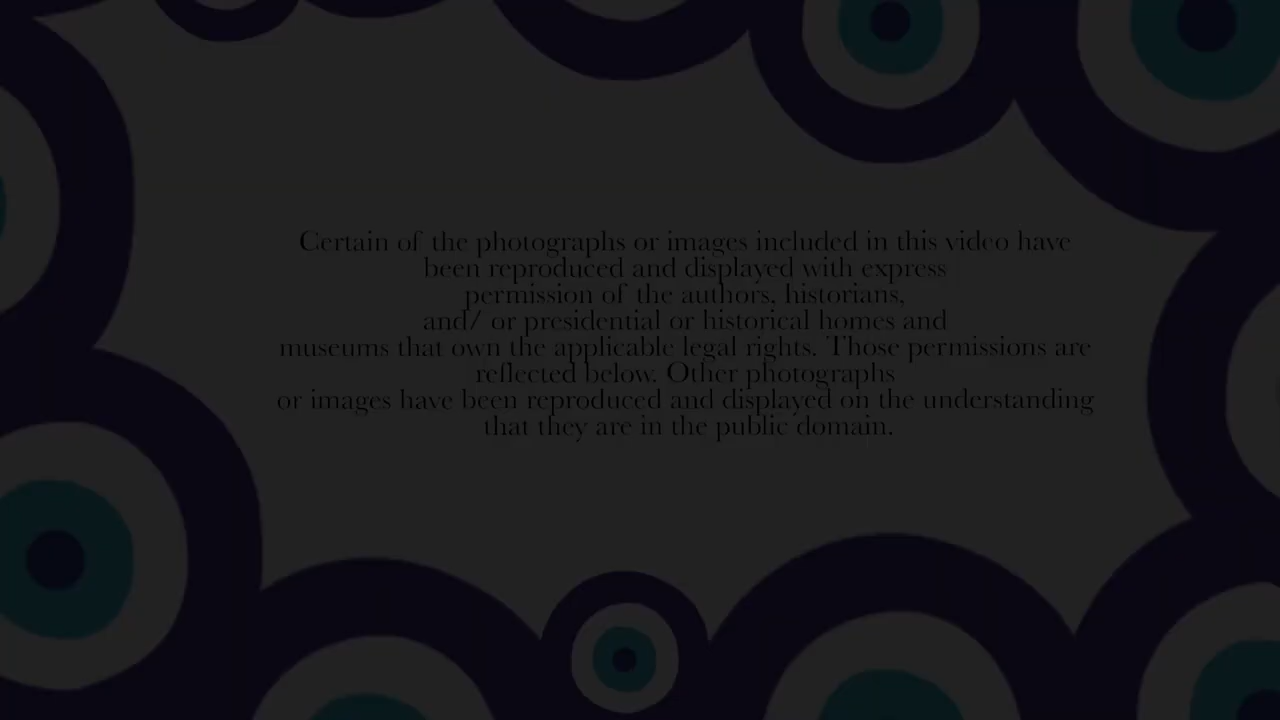 Certain of the photographs or images included in this video have
been reproduced and displayed with express
permission of the authors, historians,
and/ or presidential or historical homes and
museums that own the applicable legal rights. Those permissions are
reflected below. Other photographs
or images have been reproduced and displayed on the understanding
that they are in the public domain.